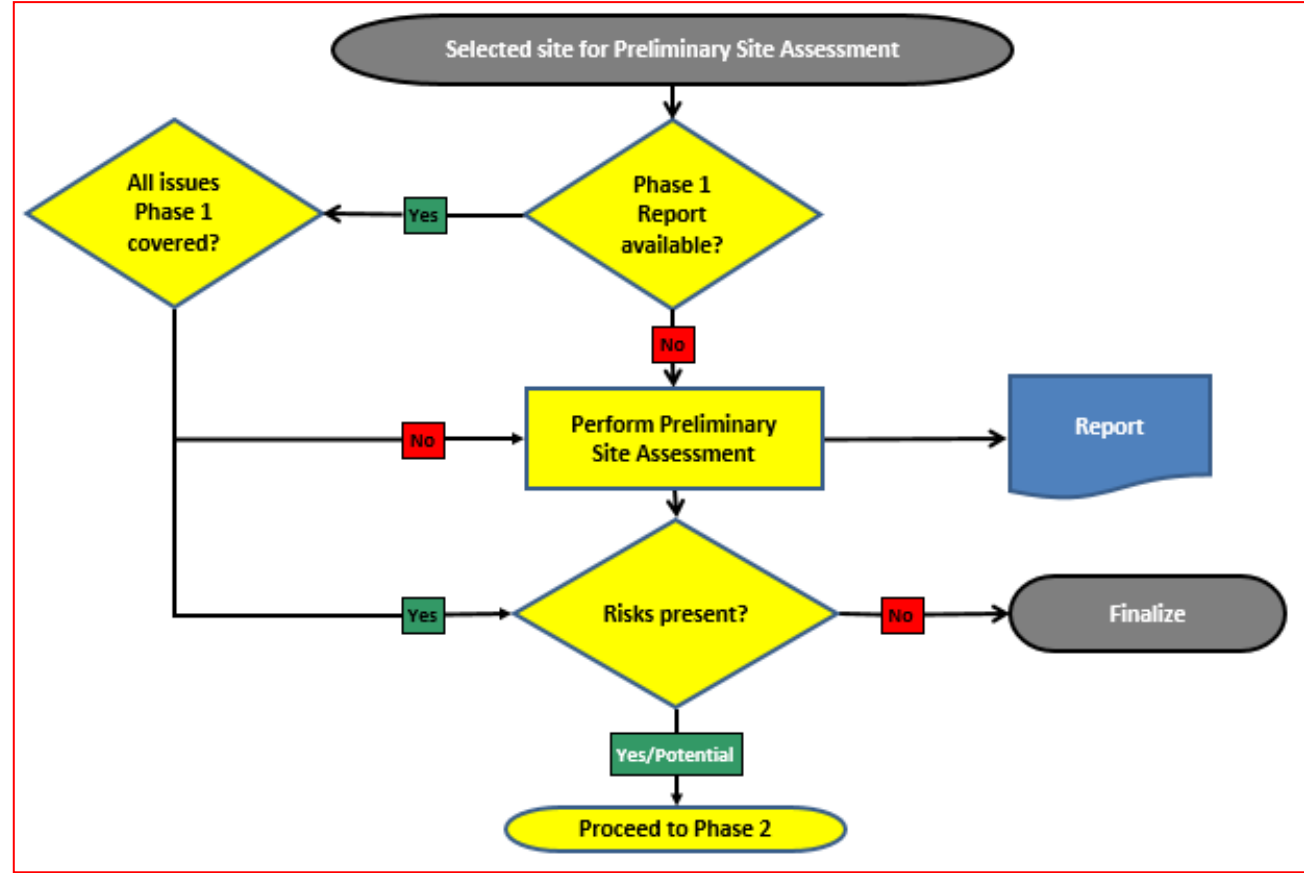 Selected site for Preliminary Site Assessment
All issues
Phase 1
covered?
Yes
Phase 1
Report
available?
No
No
Perform Preliminary
Site Assessment
Report
Yes
Risks present?
No
Finalize
Yes/Potential
Proceed to Phase 2